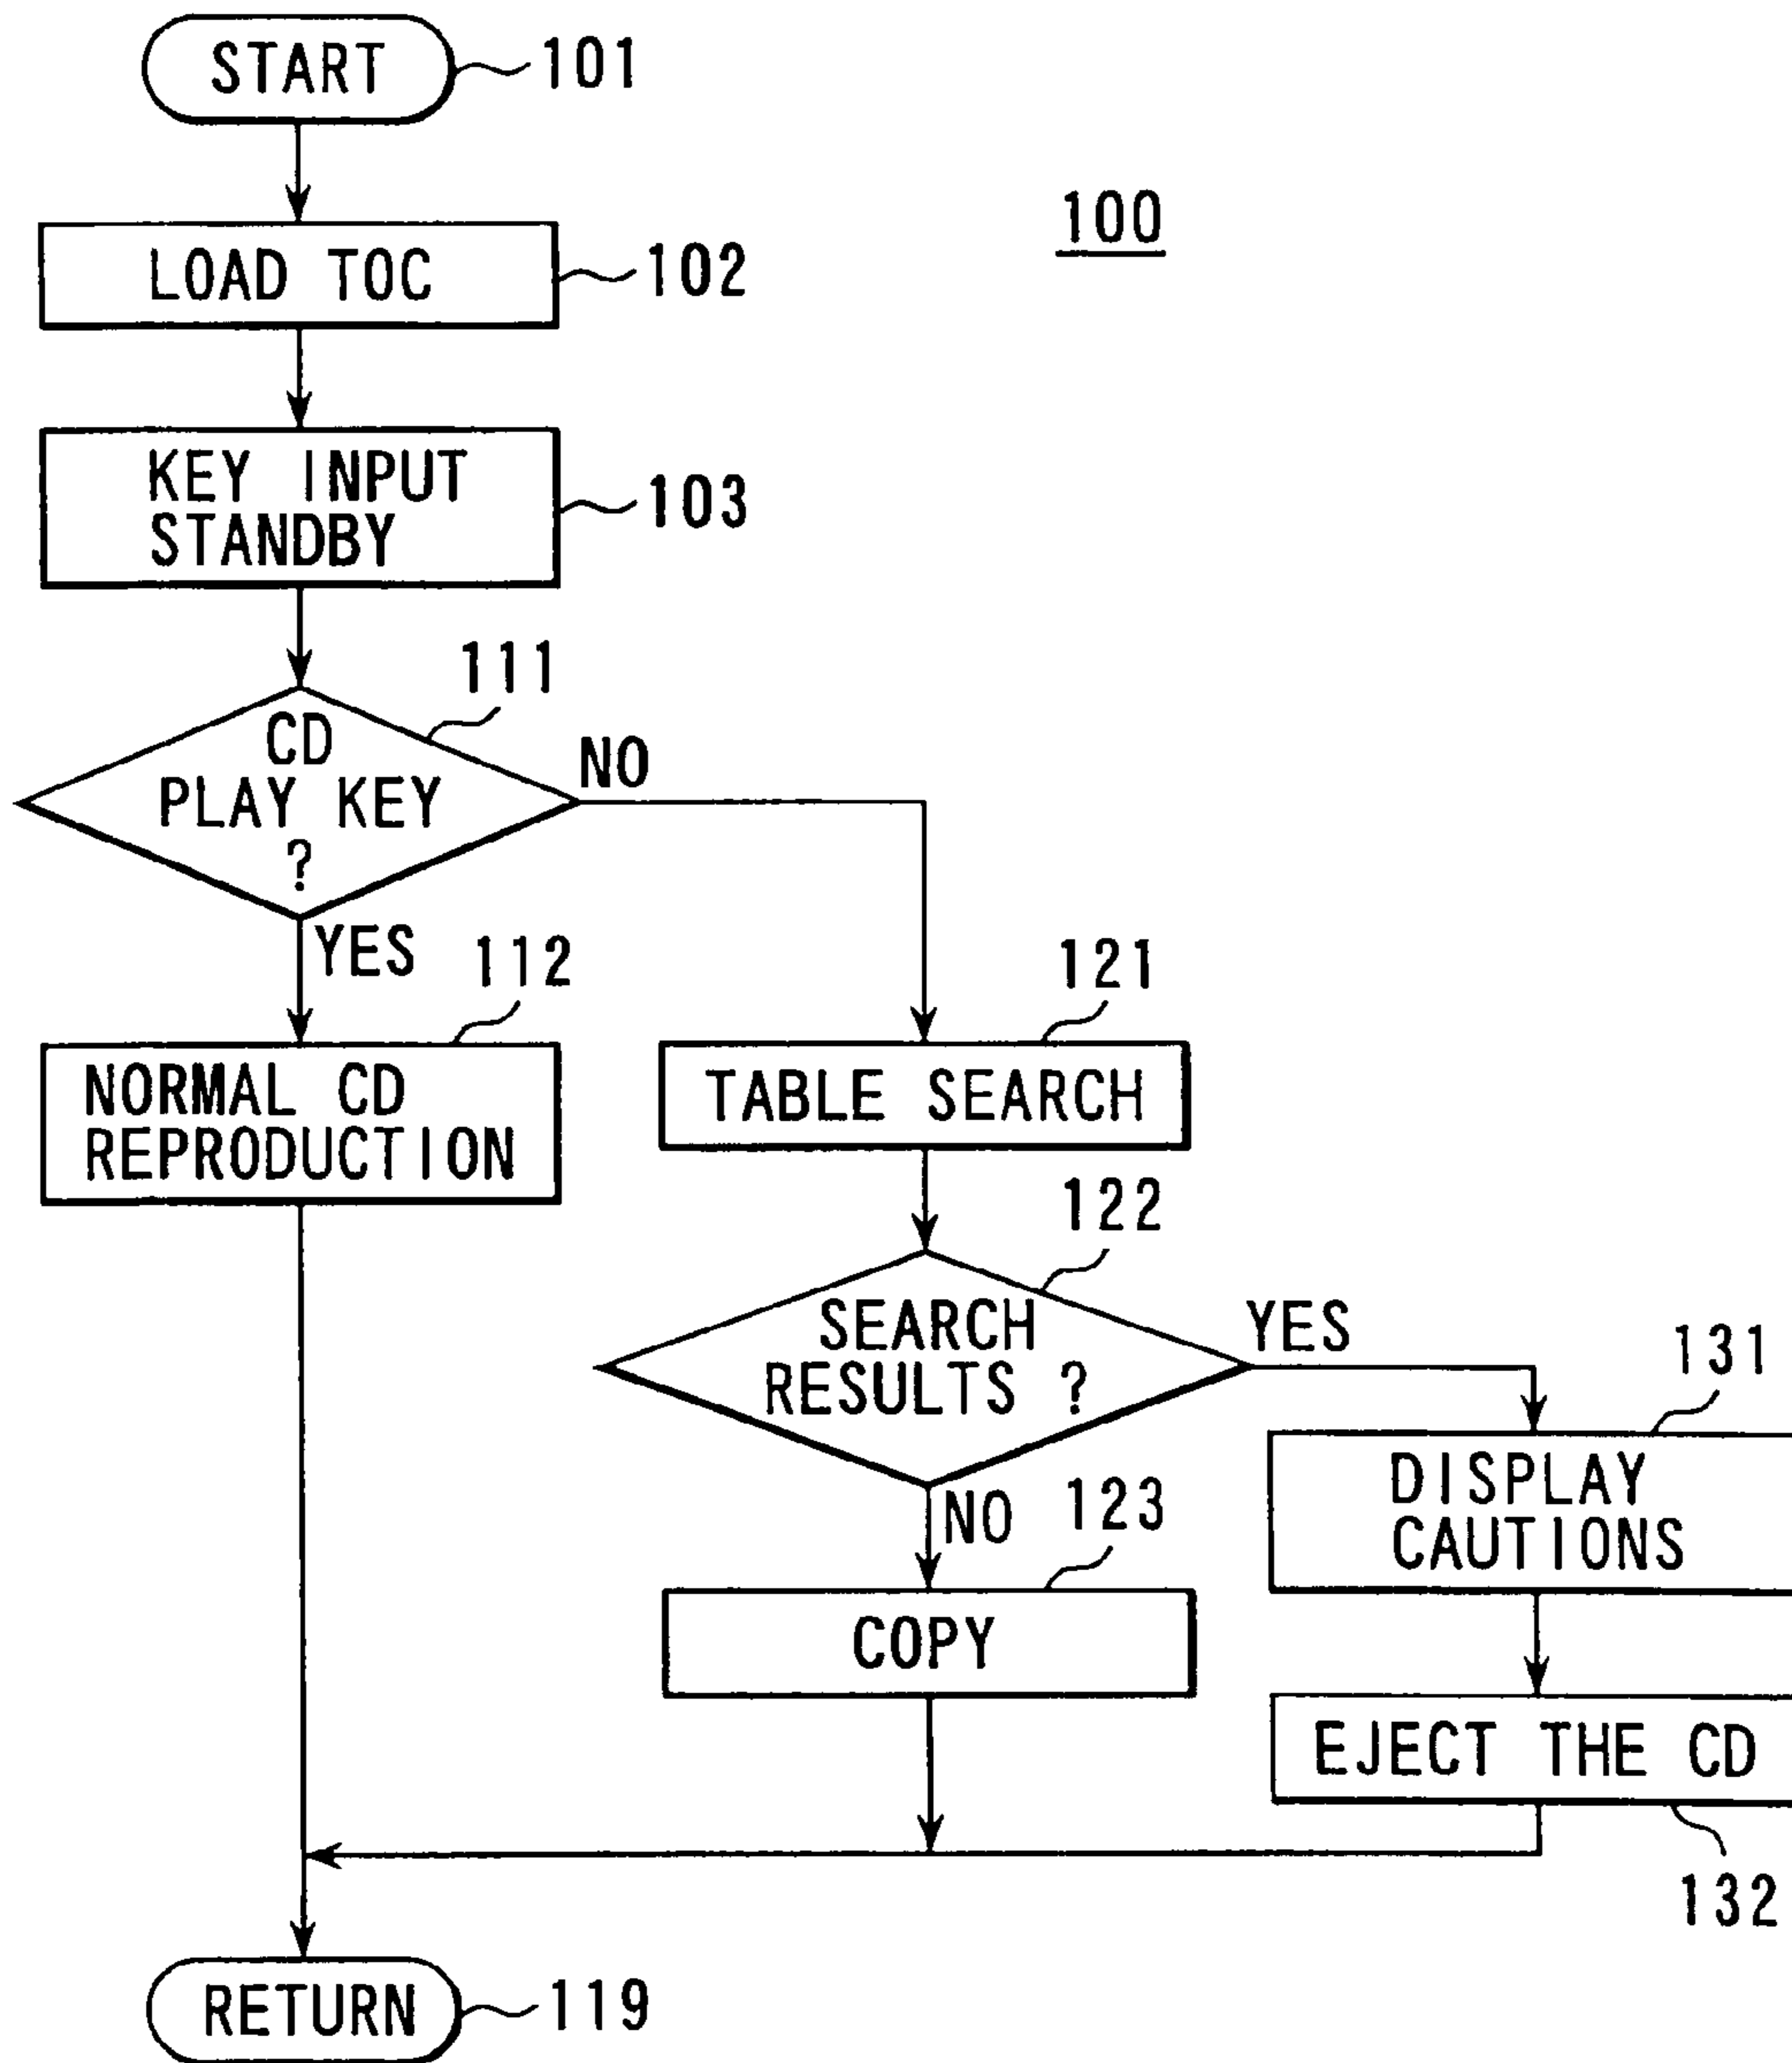 START
101
100
LOAD TOC
102
KEY INPUT
STANDBY
103
111
CD
PLAY KEY
?
NO
YES
112
121
NORMAL CD
REPRODUCTION
TABLE SEARCH
122
SEARCH
RESULTS ?
YES
131
NO
123
DISPLAY
CAUTIONS
COPY
EJECT THE CD
132
RETURN
119